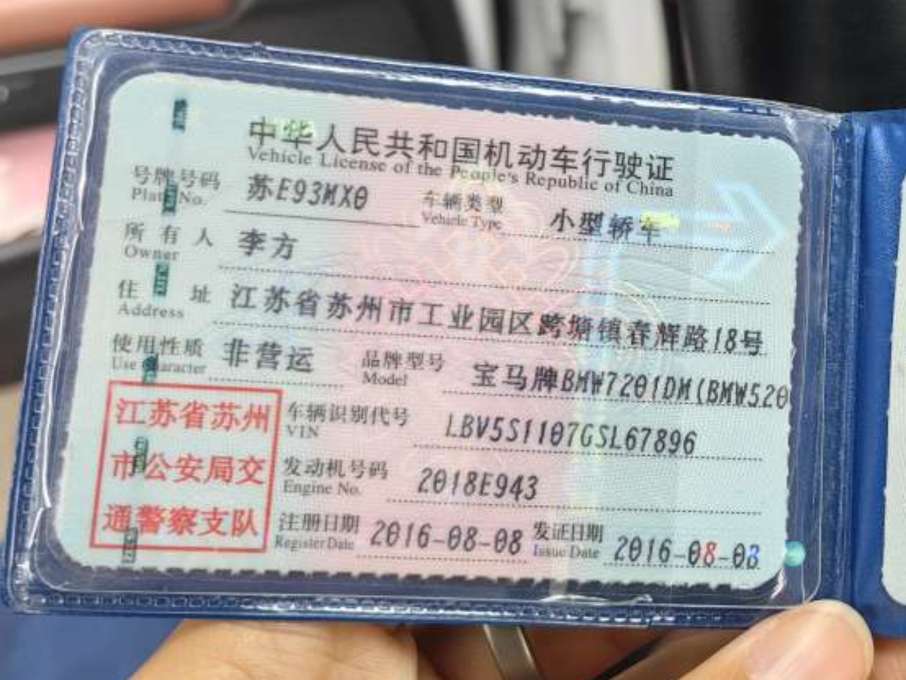 中华人民共和国机动车行驶证
Vehicle License of the People's Republic of China
号牌号码 苏E93MX0 车辆类型 小型轿车
Plate No. Vehicle Type
所有人 李方
Owner
住址 江苏省苏州市工业园区跨塘镇春辉路18号
Address
使用性质 非营运 品牌型号 宝马牌BMW7201DM(BMW520
Use Character Model
江苏省苏州 车辆识别代号 LBV5S1107GSL67896
VIN
市公安局交 发动机号码 2018E943
Engine No.
通警察支队 注册日期 2016-08-08 发证日期 2016-08-08
Register Date Issue Date